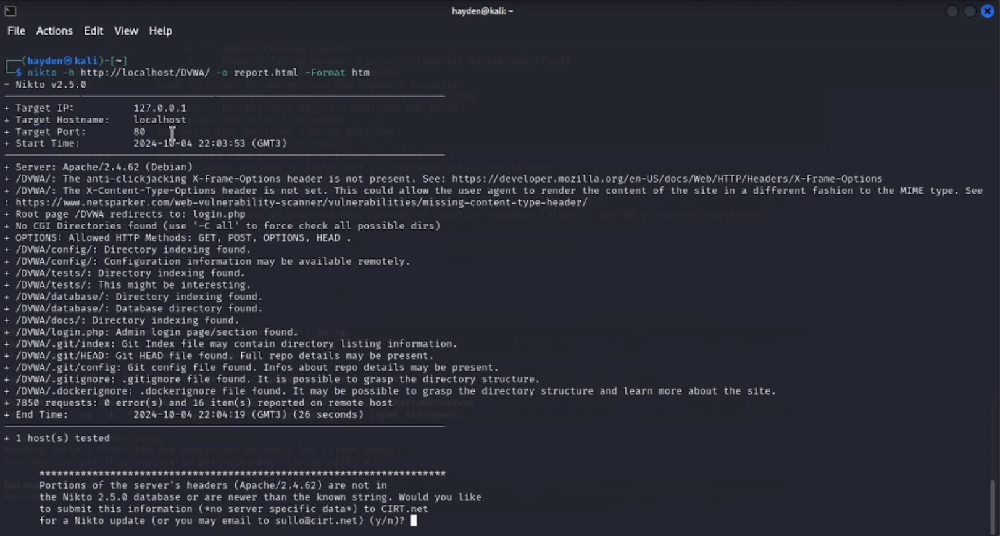 hayden@kali: ~
File Actions Edit View Help
┌──(hayden㉿kali)-[~]
└─$ nikto -h http://localhost/DVWA/ -o report.html -Format htm
- Nikto v2.5.0
+ Target IP: 127.0.0.1
+ Target Hostname: localhost
+ Target Port: 80
+ Start Time: 2024-10-04 22:03:53 (GMT3)
+ Server: Apache/2.4.62 (Debian)
+ /DVWA/: The anti-clickjacking X-Frame-Options header is not present. See: https://developer.mozilla.org/en-US/docs/Web/HTTP/Headers/X-Frame-Options
+ /DVWA/: The X-Content-Type-Options header is not set. This could allow the user agent to render the content of the site in a different fashion to the MIME type. See
: https://www.netsparker.com/web-vulnerability-scanner/vulnerabilities/missing-content-type-header/
+ Root page /DVWA redirects to: login.php
+ No CGI Directories found (use '-C all' to force check all possible dirs)
+ OPTIONS: Allowed HTTP Methods: GET, POST, OPTIONS, HEAD .
+ /DVWA/config/: Directory indexing found.
+ /DVWA/config/: Configuration information may be available remotely.
+ /DVWA/tests/: Directory indexing found.
+ /DVWA/tests/: This might be interesting.
+ /DVWA/database/: Directory indexing found.
+ /DVWA/database/: Database directory found.
+ /DVWA/docs/: Directory indexing found.
+ /DVWA/login.php: Admin login page/section found.
+ /DVWA/.git/index: Git Index file may contain directory listing information.
+ /DVWA/.git/HEAD: Git HEAD file found. Full repo details may be present.
+ /DVWA/.git/config: Git config file found. Infos about repo details may be present.
+ /DVWA/.gitignore: .gitignore file found. It is possible to grasp the directory structure.
+ /DVWA/.dockerignore: .dockerignore file found. It may be possible to grasp the directory structure and learn more about the site.
+ 7850 requests: 0 error(s) and 16 item(s) reported on remote host
+ End Time: 2024-10-04 22:04:19 (GMT3) (26 seconds)
+ 1 host(s) tested
*********************************************************************
Portions of the server's headers (Apache/2.4.62) are not in
the Nikto 2.5.0 database or are newer than the known string. Would you like
to submit this information (*no server specific data*) to CIRT.net
for a Nikto update (or you may email to sullo@cirt.net) (y/n)?